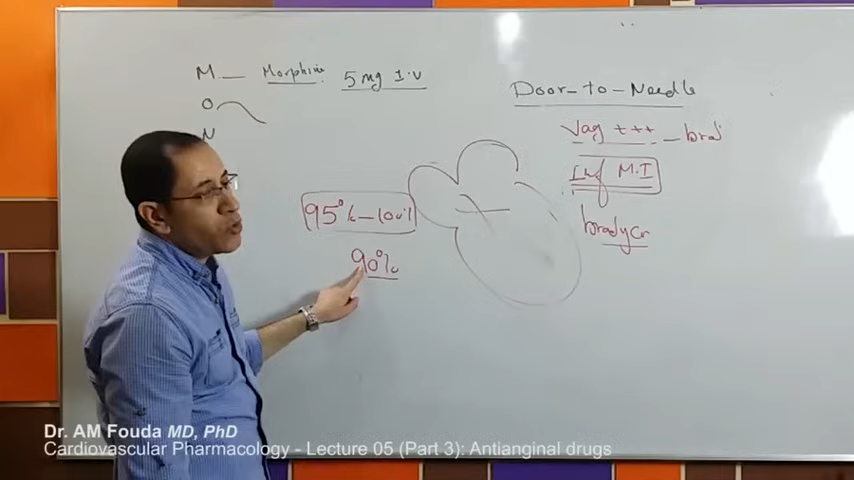 M — Morphine 5 mg I.V
O
N
Door-to-Needle
Vag +++ — brad
Inf M.I
bradycar
95% - 100%
90%
Dr. AM Fouda MD, PhD
Cardiovascular Pharmacology - Lecture 05 (Part 3): Antianginal drugs